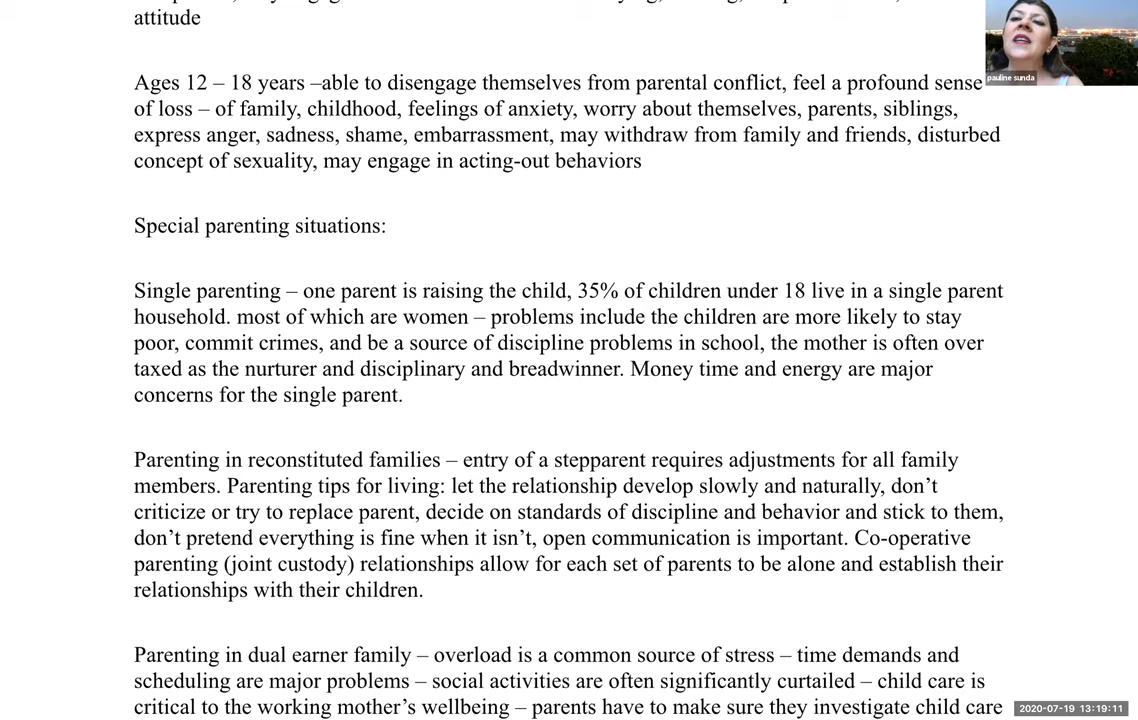 attitude
Ages 12 – 18 years –able to disengage themselves from parental conflict, feel a profound sense
of loss – of family, childhood, feelings of anxiety, worry about themselves, parents, siblings,
express anger, sadness, shame, embarrassment, may withdraw from family and friends, disturbed
concept of sexuality, may engage in acting-out behaviors
Special parenting situations:
Single parenting – one parent is raising the child, 35% of children under 18 live in a single parent
household. most of which are women – problems include the children are more likely to stay
poor, commit crimes, and be a source of discipline problems in school, the mother is often over
taxed as the nurturer and disciplinary and breadwinner. Money time and energy are major
concerns for the single parent.
Parenting in reconstituted families – entry of a stepparent requires adjustments for all family
members. Parenting tips for living: let the relationship develop slowly and naturally, don’t
criticize or try to replace parent, decide on standards of discipline and behavior and stick to them,
don’t pretend everything is fine when it isn’t, open communication is important. Co-operative
parenting (joint custody) relationships allow for each set of parents to be alone and establish their
relationships with their children.
Parenting in dual earner family – overload is a common source of stress – time demands and
scheduling are major problems – social activities are often significantly curtailed – child care is
critical to the working mother’s wellbeing – parents have to make sure they investigate child care
pauline sunda
2020-07-19 13:19:11